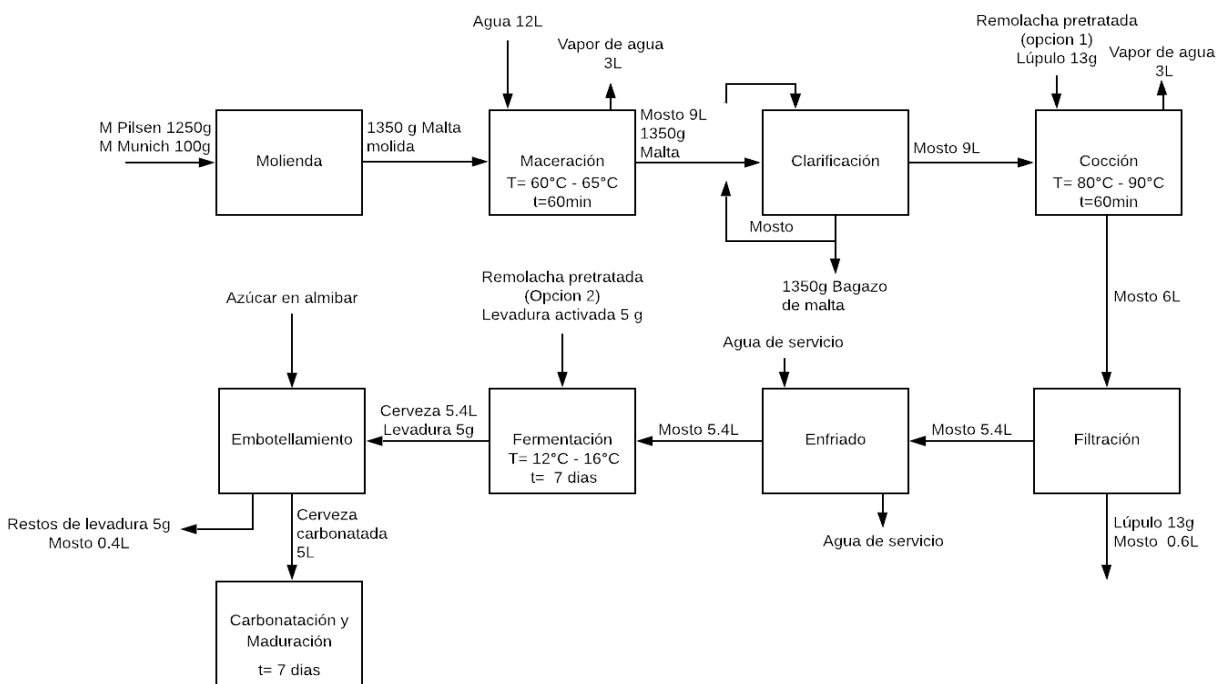 Agua 12L
Vapor de agua
3L
Remolacha pretratada
(opcion 1)
Lúpulo 13g
Vapor de agua
3L
M Pilsen 1250g
M Munich 100g
Molienda
1350 g Malta
molida
Maceración
T= 60°C - 65°C
t=60min
Mosto 9L
1350g
Malta
Clarificación
Mosto 9L
Cocción
T= 80°C - 90°C
t=60min
Mosto
1350g Bagazo
de malta
Mosto 6L
Azúcar en almibar
Remolacha pretratada
(Opcion 2)
Levadura activada 5 g
Agua de servicio
Embotellamiento
Cerveza 5.4L
Levadura 5g
Fermentación
T= 12°C - 16°C
t= 7 dias
Mosto 5.4L
Enfriado
Mosto 5.4L
Filtración
Restos de levadura 5g
Mosto 0.4L
Cerveza
carbonatada
5L
Agua de servicio
Lúpulo 13g
Mosto 0.6L
Carbonatación y
Maduración
t= 7 dias